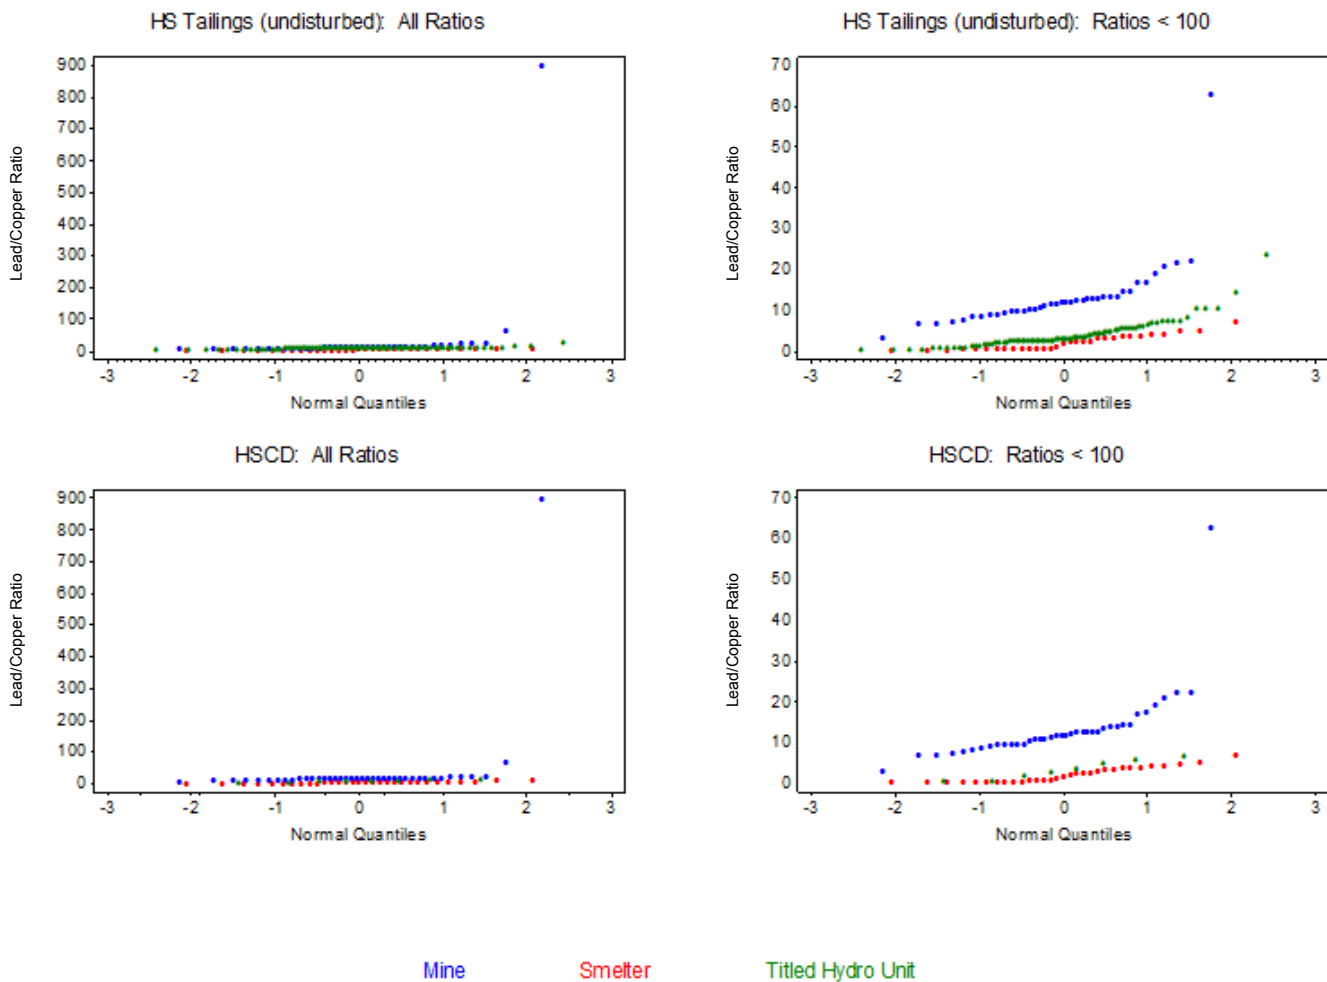 HS Tailings (undisturbed): All Ratios
Lead/Copper Ratio
900
800
700
600
500
400
300
200
100
0
-3 -2 -1 0 1 2 3
Normal Quantiles
HS Tailings (undisturbed): Ratios < 100
Lead/Copper Ratio
70
60
50
40
30
20
10
0
-3 -2 -1 0 1 2 3
Normal Quantiles
HSCD: All Ratios
Lead/Copper Ratio
900
800
700
600
500
400
300
200
100
0
-3 -2 -1 0 1 2 3
Normal Quantiles
HSCD: Ratios < 100
Lead/Copper Ratio
70
60
50
40
30
20
10
0
-3 -2 -1 0 1 2 3
Normal Quantiles
Mine Smelter Titled Hydro Unit